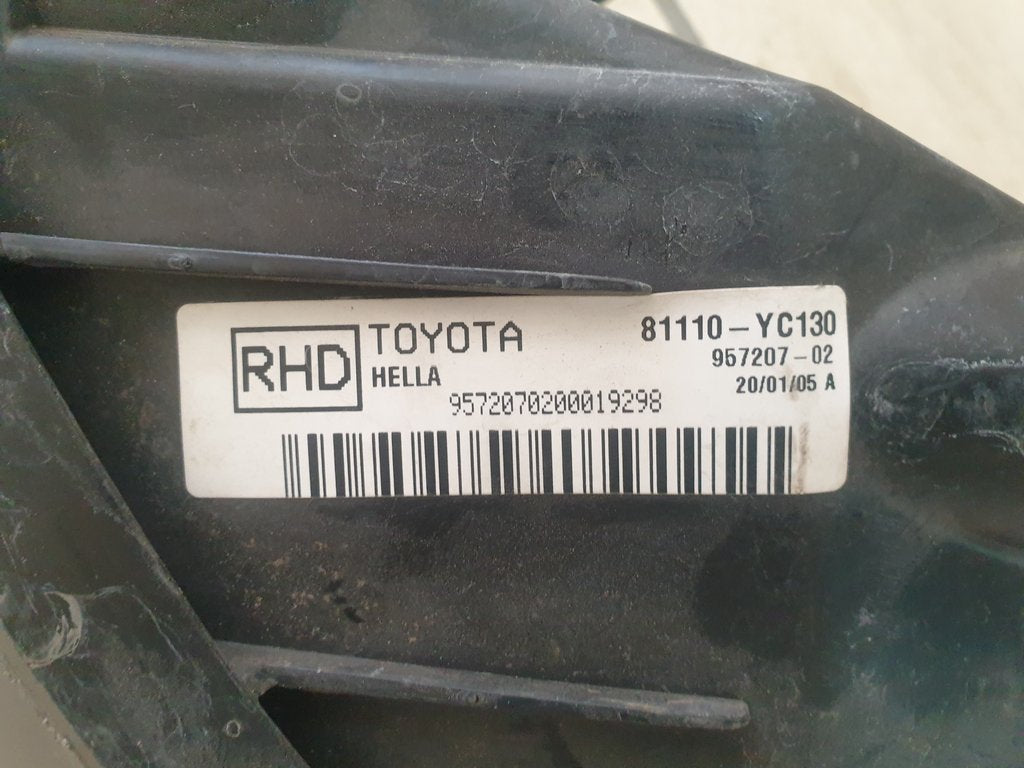 RHD
TOYOTA
HELLA
81110-YC130
957207-02
20/01/05 A
9572070200019298